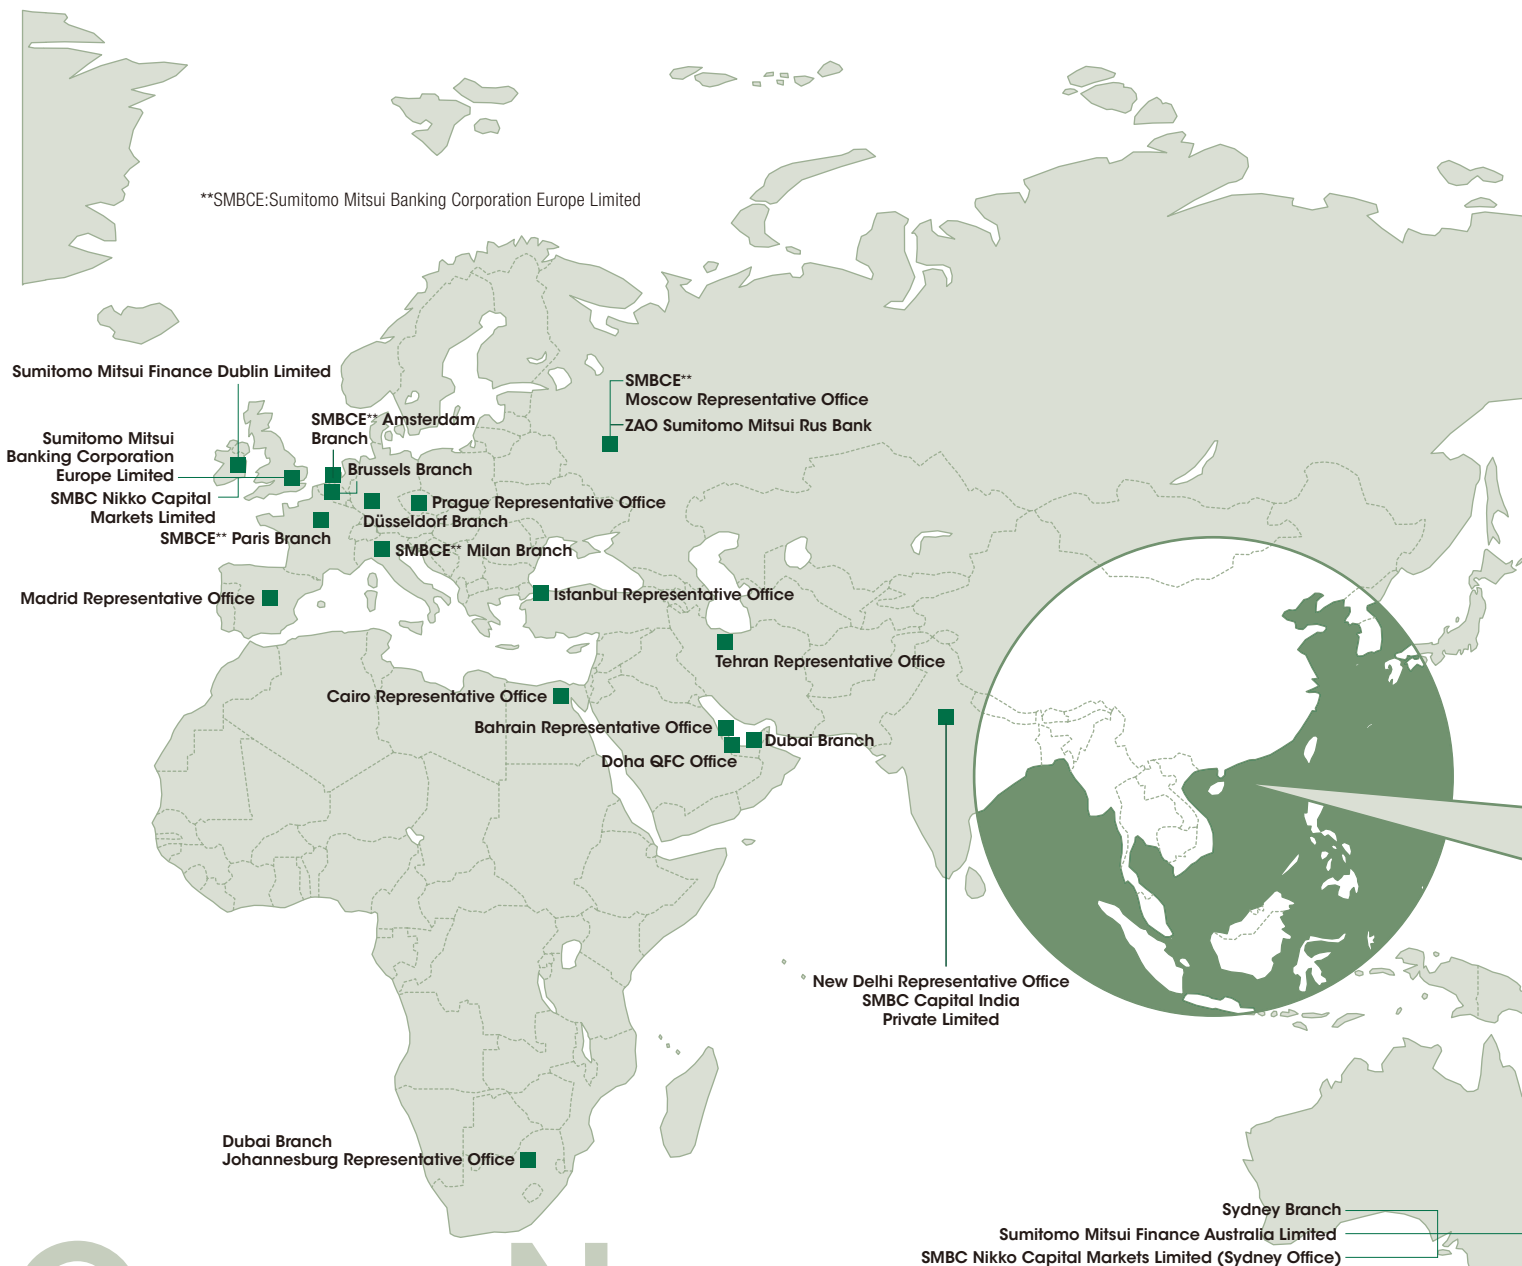 **SMBCE:Sumitomo Mitsui Banking Corporation Europe Limited
Sumitomo Mitsui Finance Dublin Limited
SMBCE**
Moscow Representative Office
ZAO Sumitomo Mitsui Rus Bank
SMBCE** Amsterdam
Branch
Sumitomo Mitsui
Banking Corporation
Europe Limited
Brussels Branch
SMBC Nikko Capital
Markets Limited
Prague Representative Office
Düsseldorf Branch
SMBCE** Paris Branch
SMBCE** Milan Branch
Madrid Representative Office
Istanbul Representative Office
Tehran Representative Office
Cairo Representative Office
Bahrain Representative Office
Dubai Branch
Doha QFC Office
New Delhi Representative Office
SMBC Capital India
Private Limited
Dubai Branch
Johannesburg Representative Office
Sydney Branch
Sumitomo Mitsui Finance Australia Limited
SMBC Nikko Capital Markets Limited (Sydney Office)